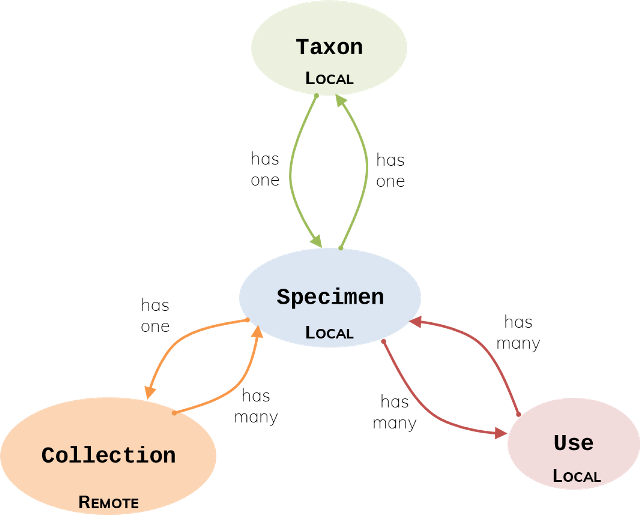 Taxon
LOCAL
has
one
has
one
Specimen
LOCAL
has
one
has
many
has
many
has
many
Collection
REMOTE
Use
LOCAL